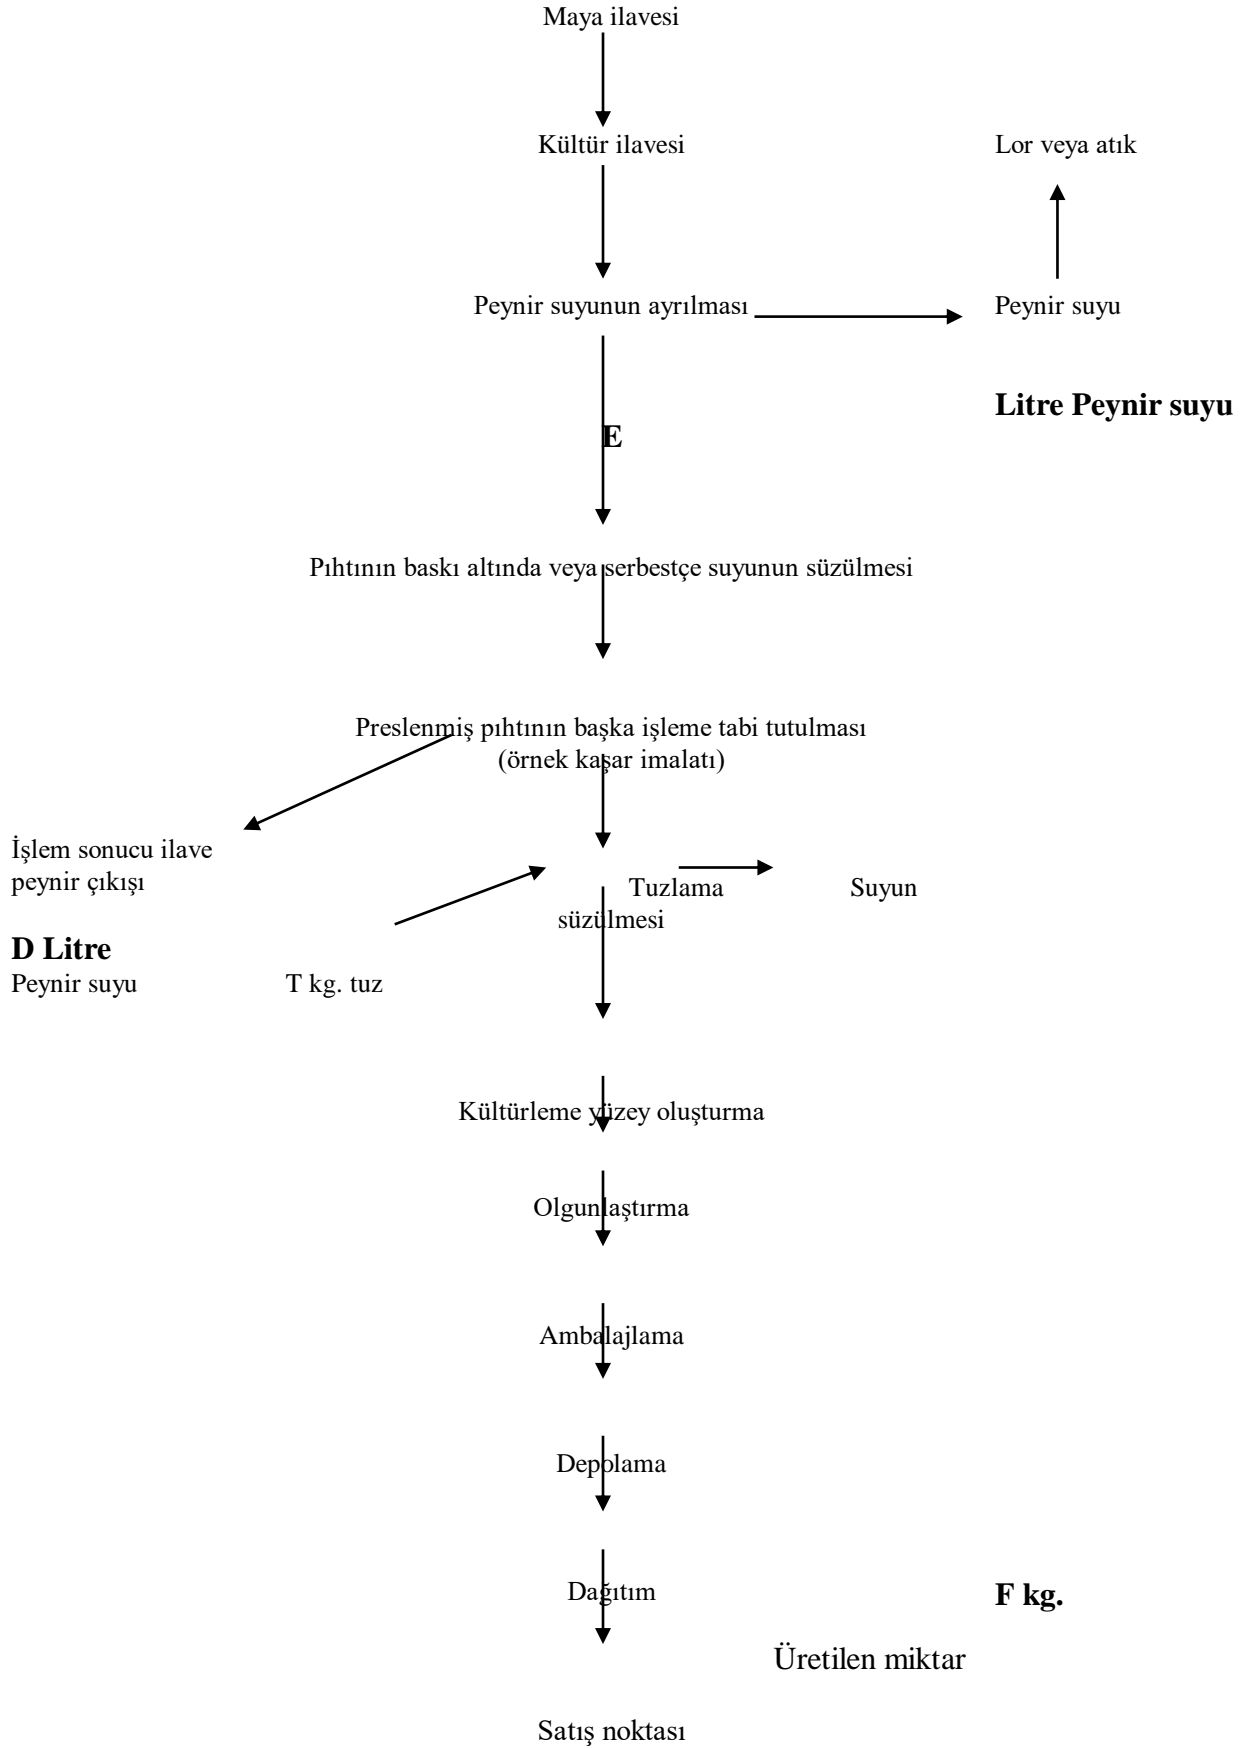 Maya ilavesi
Kültür ilavesi
Lor veya atık
Peynir suyunun ayrılması
Peynir suyu
Litre Peynir suyu
E
Pıhtının baskı altında veya serbestçe suyunun süzülmesi
Preslenmiş pıhtının başka işleme tabi tutulması
(örnek kaşar imalatı)
İşlem sonucu ilave
peynir çıkışı
Tuzlama
Suyun
süzülmesi
D Litre
Peynir suyu
T kg. tuz
Kültürleme yüzey oluşturma
Olgunlaştırma
Ambalajlama
Depolama
Dağıtım
F kg.
Üretilen miktar
Satış noktası